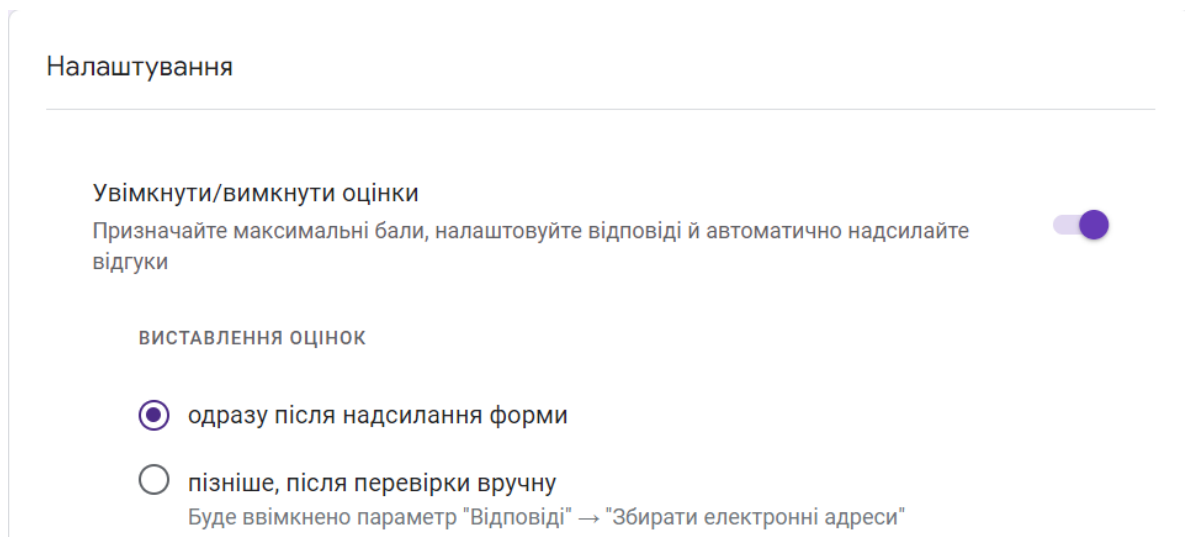 Налаштування
Увімкнути/вимкнути оцінки
Призначайте максимальні бали, налаштовуйте відповіді й автоматично надсилайте
відгуки
ВИСТАВЛЕННЯ ОЦІНОК
одразу після надсилання форми
пізніше, після перевірки вручну
Буде ввімкнено параметр "Відповіді" → "Збирати електронні адреси"